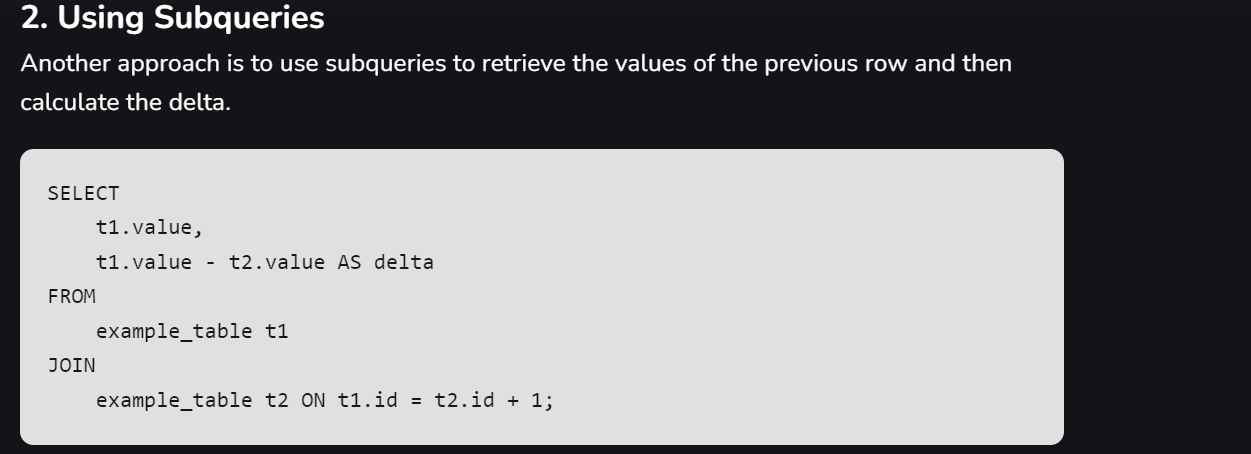 2. Using Subqueries
Another approach is to use subqueries to retrieve the values of the previous row and then
calculate the delta.
SELECT
    t1.value,
    t1.value - t2.value AS delta
FROM
    example_table t1
JOIN
    example_table t2 ON t1.id = t2.id + 1;